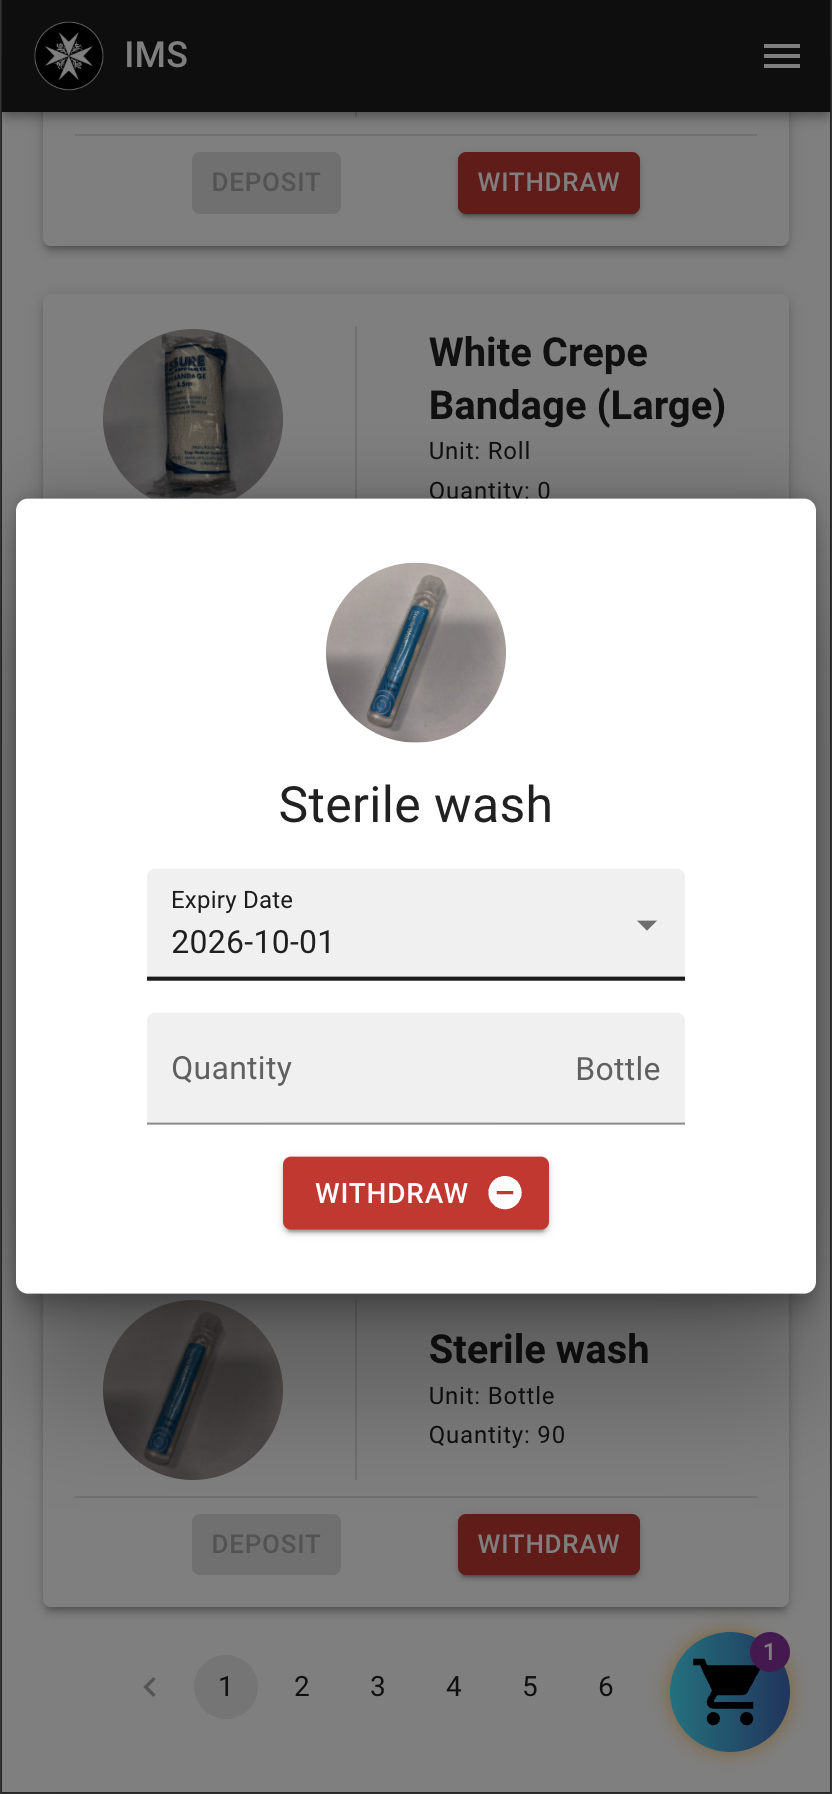 IMS
DEPOSIT
WITHDRAW
White Crepe
Bandage (Large)
Unit: Roll
Quantity: 0
Sterile wash
Expiry Date
2026-10-01
Quantity
Bottle
WITHDRAW
Sterile wash
Unit: Bottle
Quantity: 90
DEPOSIT
WITHDRAW
1
2
3
4
5
6
1